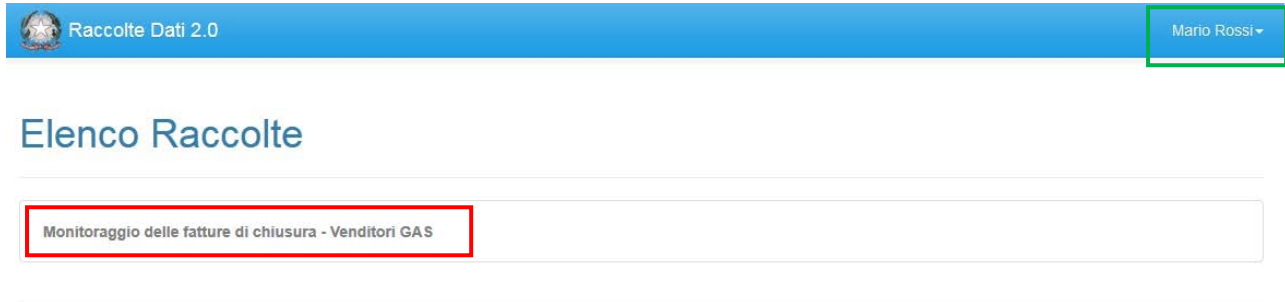 Raccolte Dati 2.0
Mario Rossi
Elenco Raccolte
Monitoraggio delle fatture di chiusura - Venditori GAS